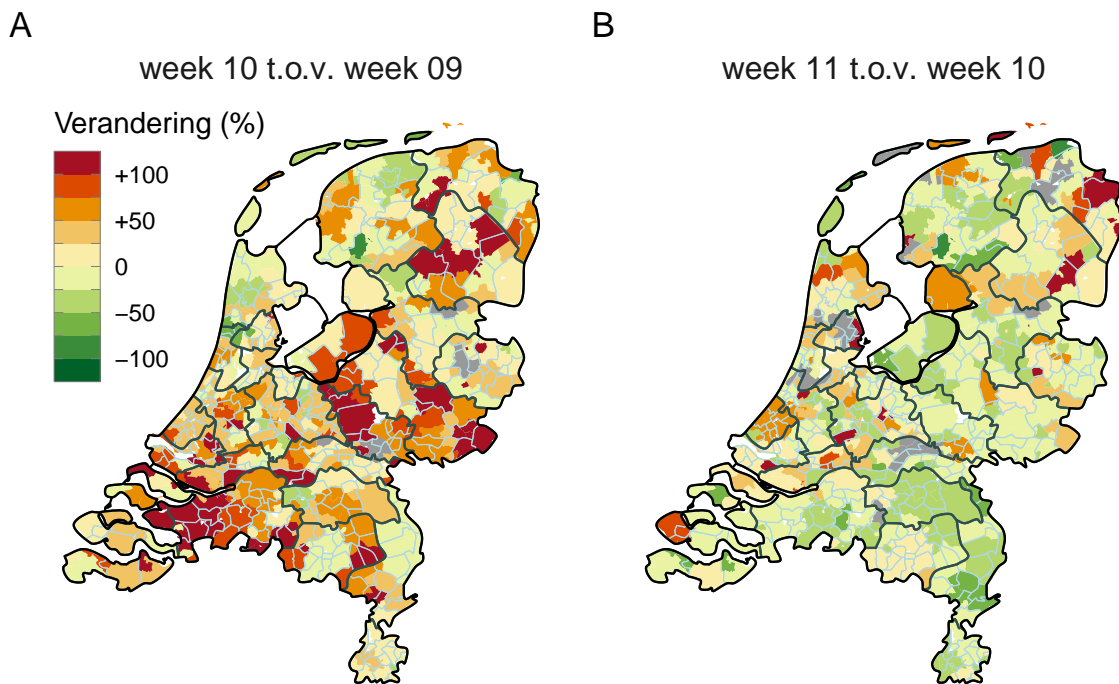 A
week 10 t.o.v. week 09
Verandering (%)
+100
+50
0
−50
−100
B
week 11 t.o.v. week 10